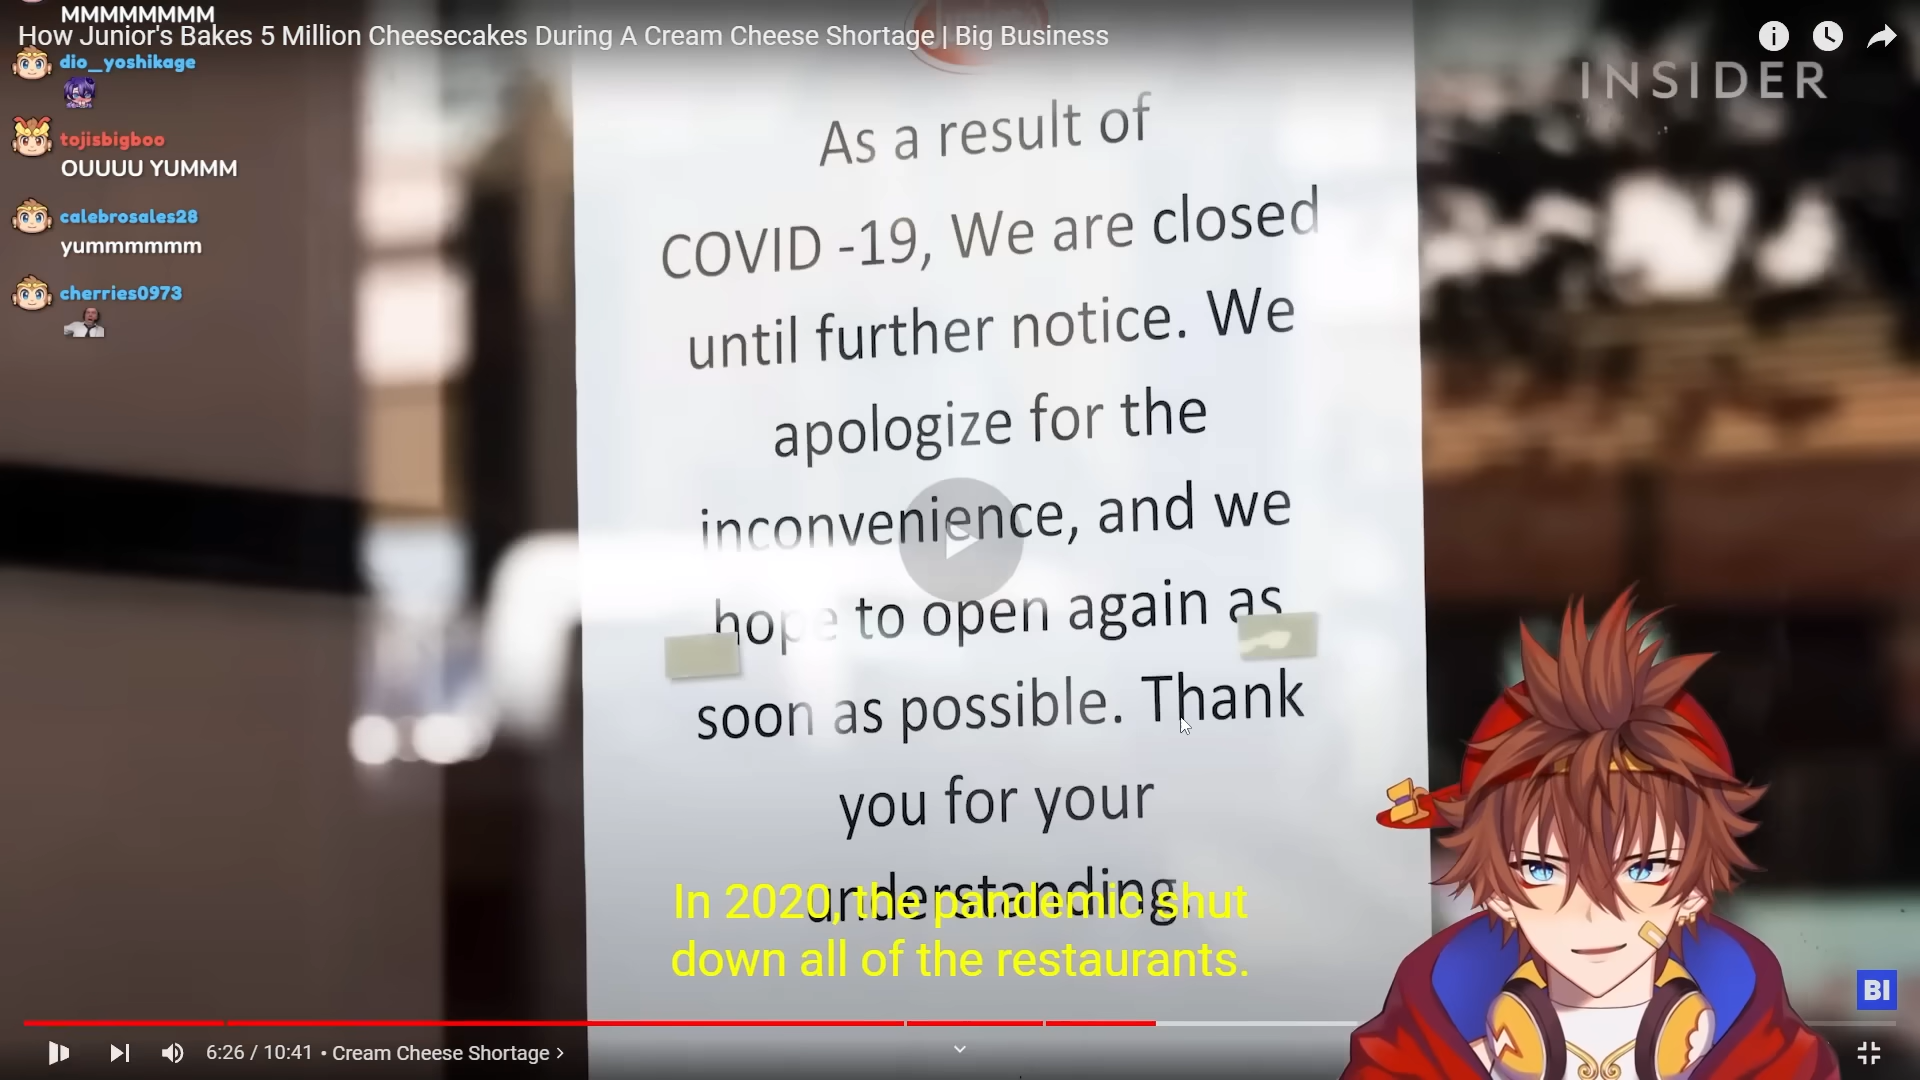 MMMMMMMM
How Junior's Bakes 5 Million Cheesecakes During A Cream Cheese Shortage | Big Business
dio_yoshikage
tojisbigboo
OUUUU YUMMM
calebrosales28
yummmmmm
cherries0973
INSIDER
As a result of
COVID -19, We are closed
until further notice. We
apologize for the
inconvenience, and we
hope to open again as
soon as possible. Thank
you for your
understanding.
In 2020, the pandemic shut
down all of the restaurants.
BI
6:26 / 10:41 • Cream Cheese Shortage >